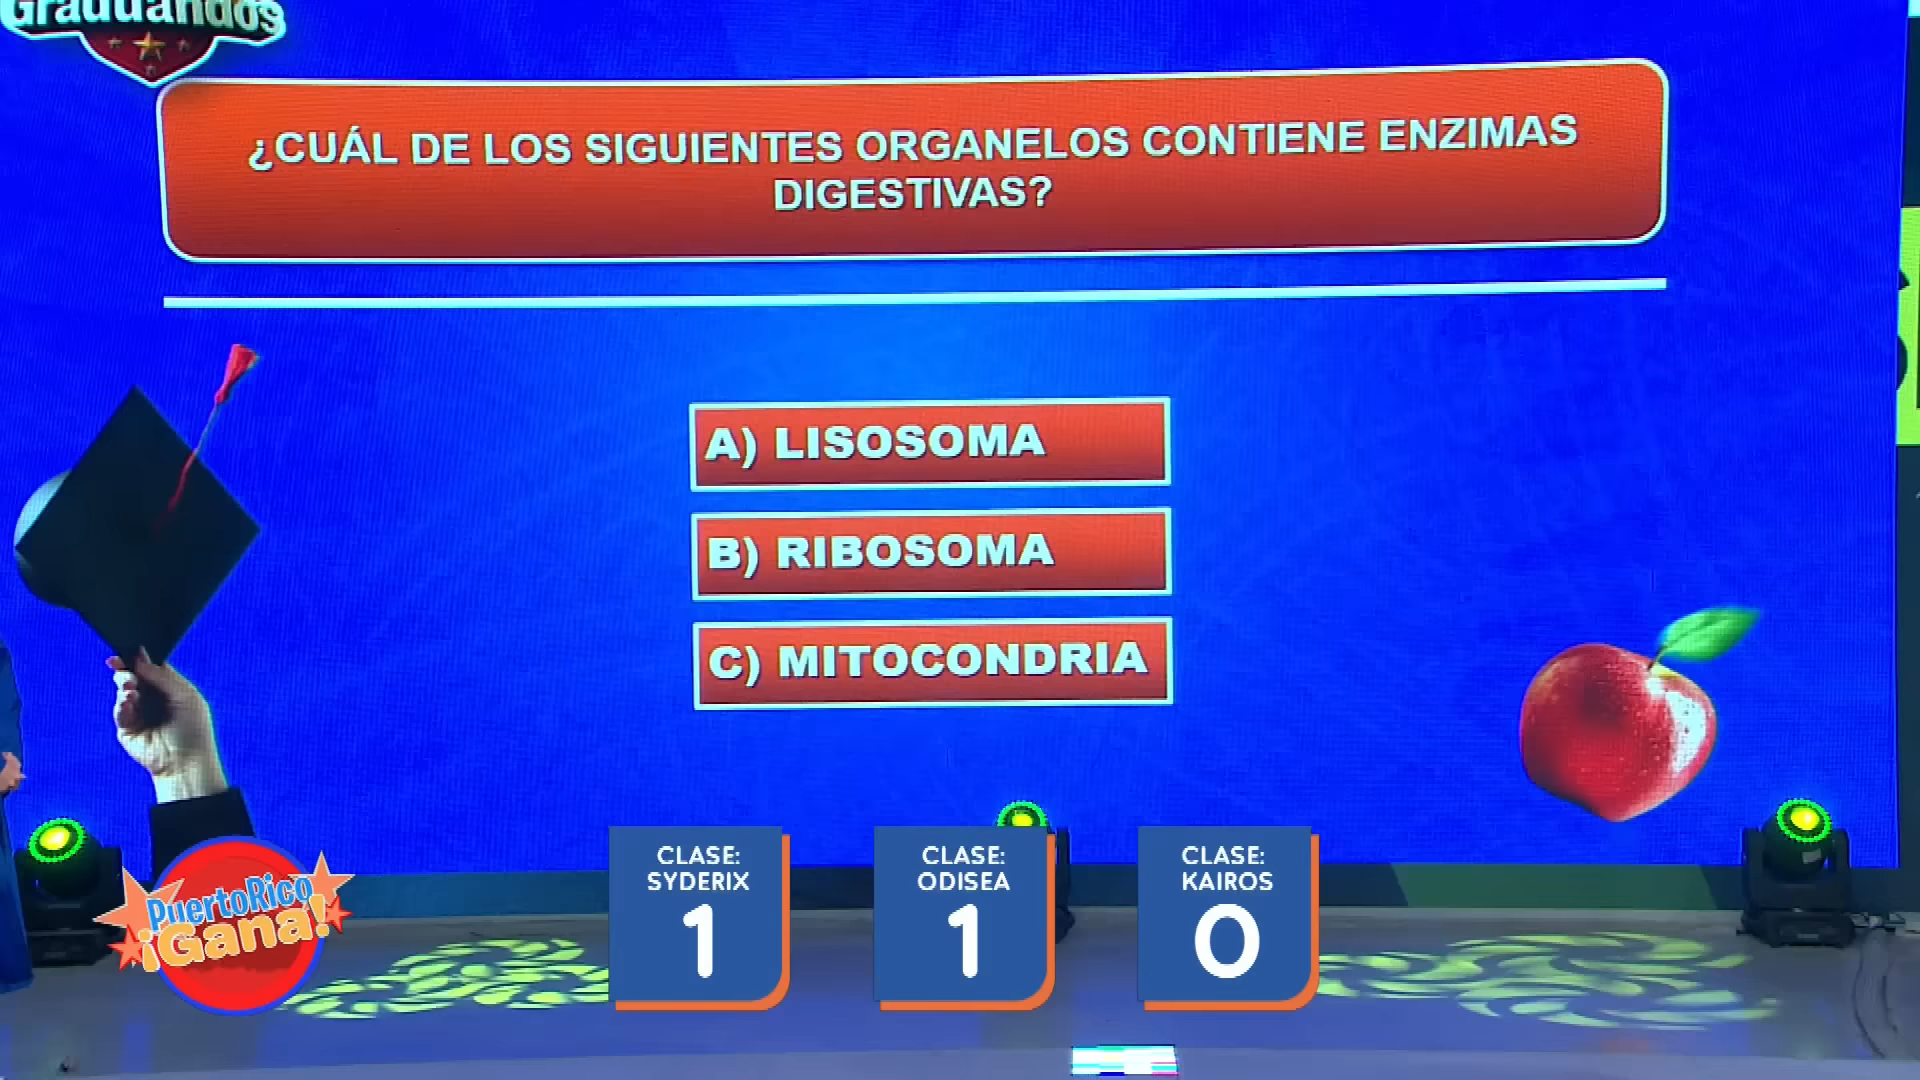 Graduandos
¿CUÁL DE LOS SIGUIENTES ORGANELOS CONTIENE ENZIMAS
DIGESTIVAS?
A) LISOSOMA
B) RIBOSOMA
C) MITOCONDRIA
PuertoRico
¡Gana!
CLASE:
SYDERIX
1
CLASE:
ODISEA
1
CLASE:
KAIROS
0